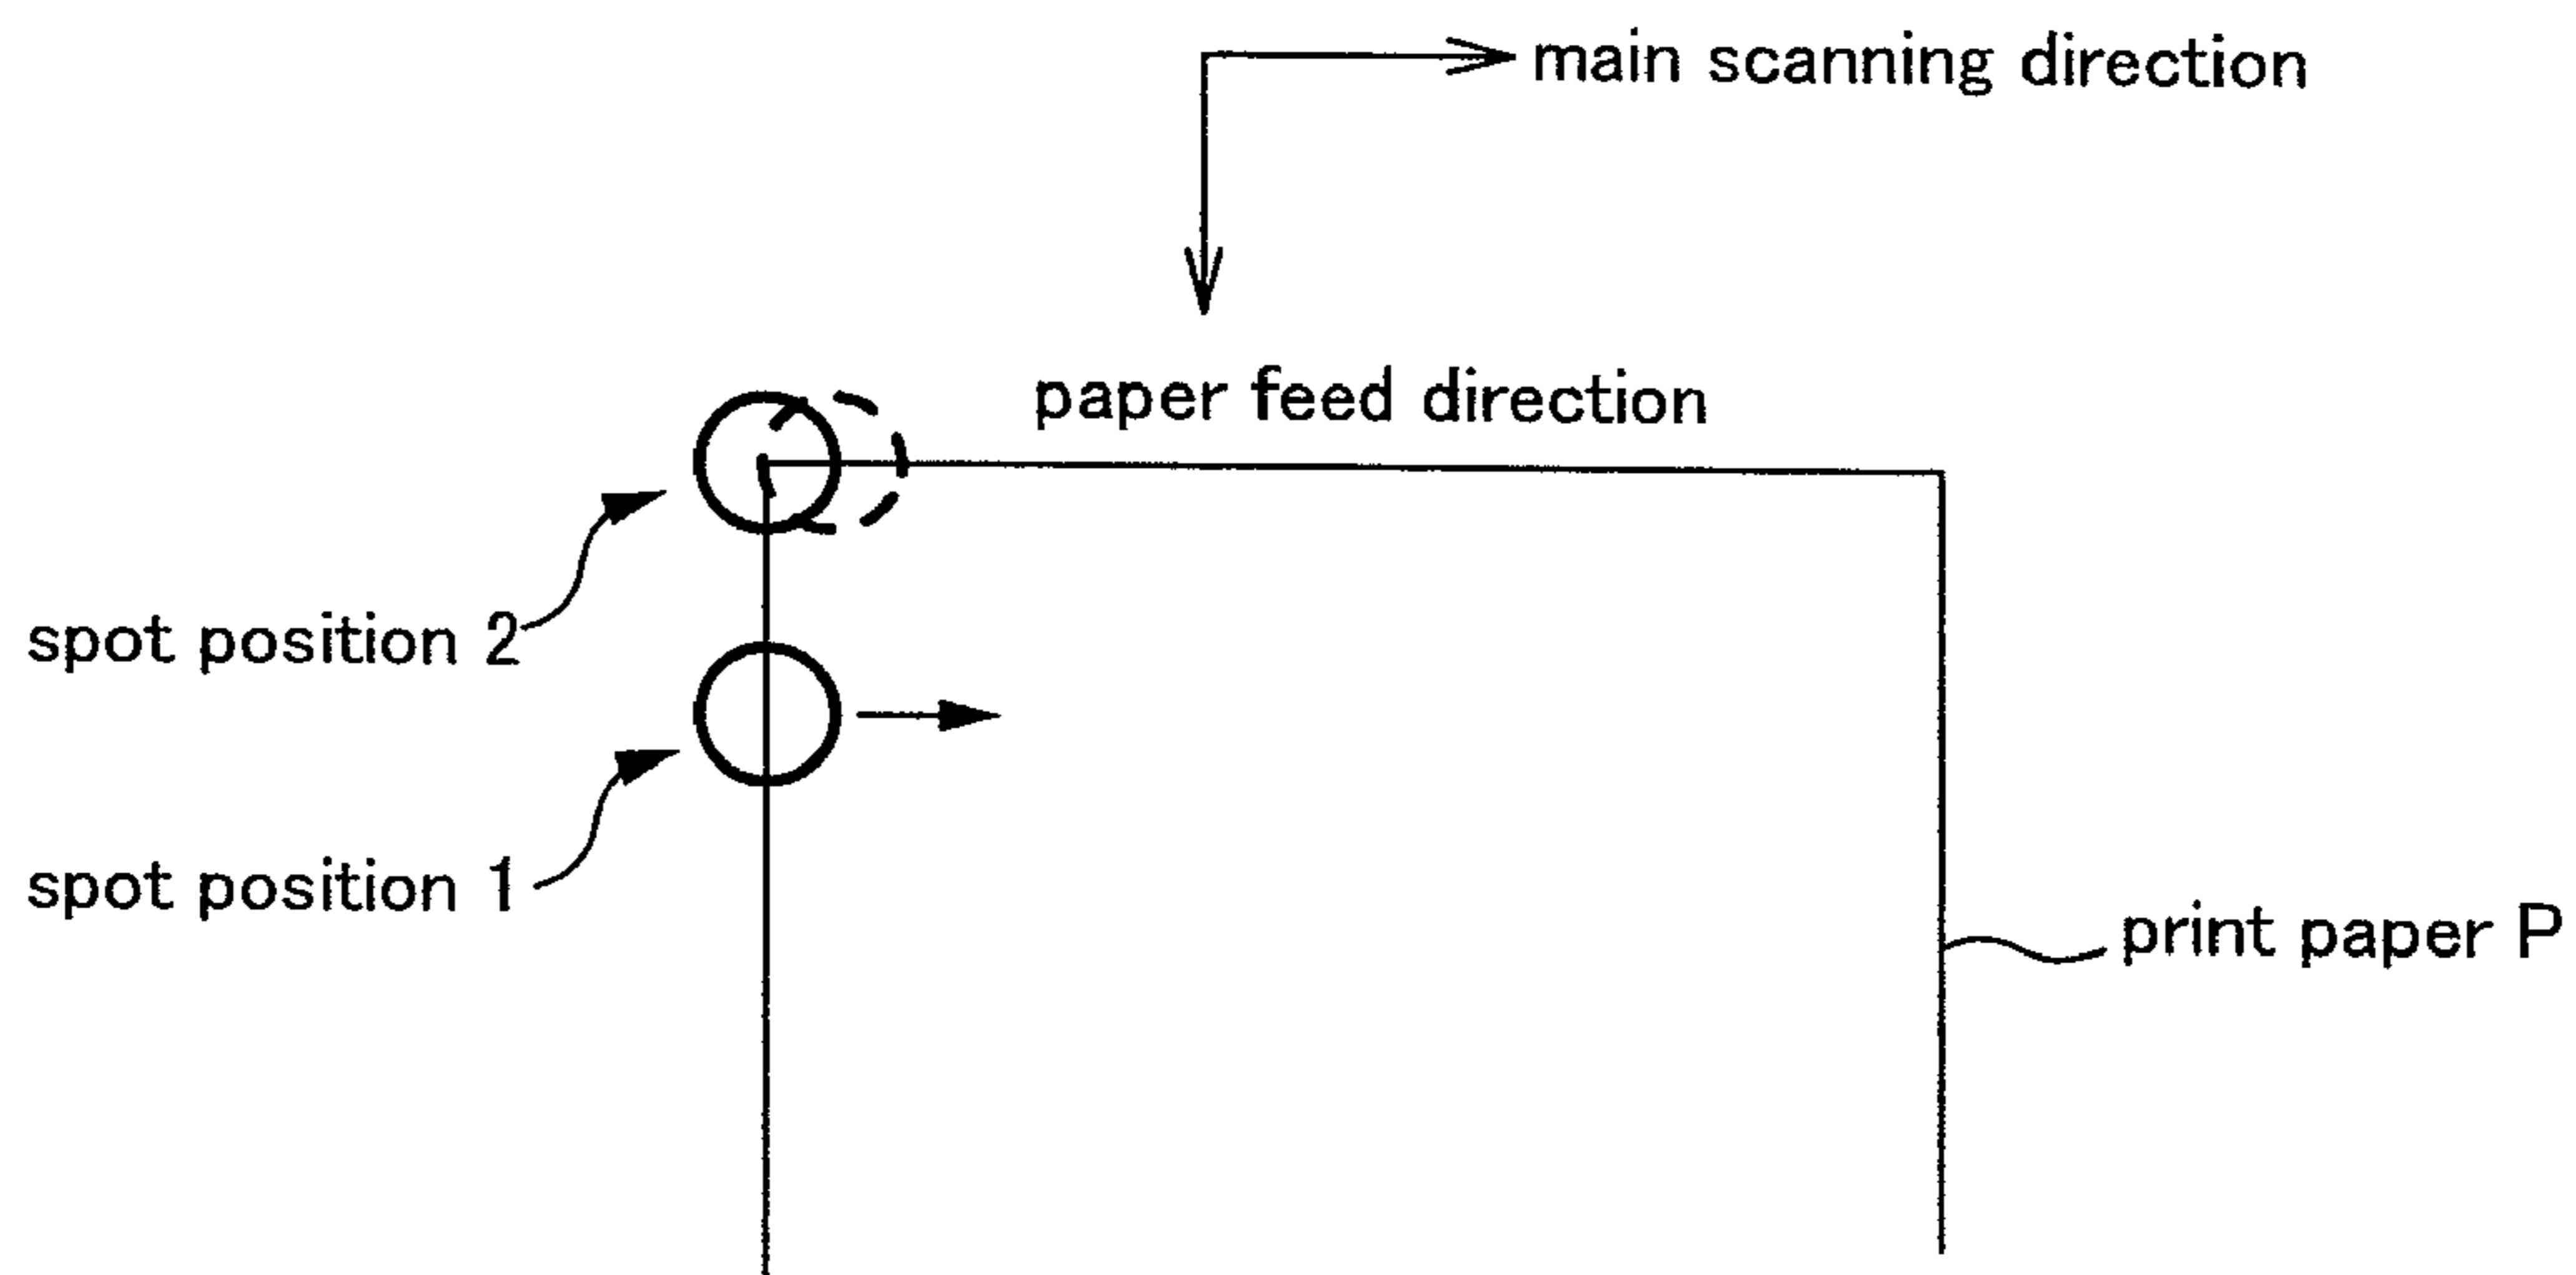 main scanning direction
paper feed direction
spot position 2
spot position 1
print paper P